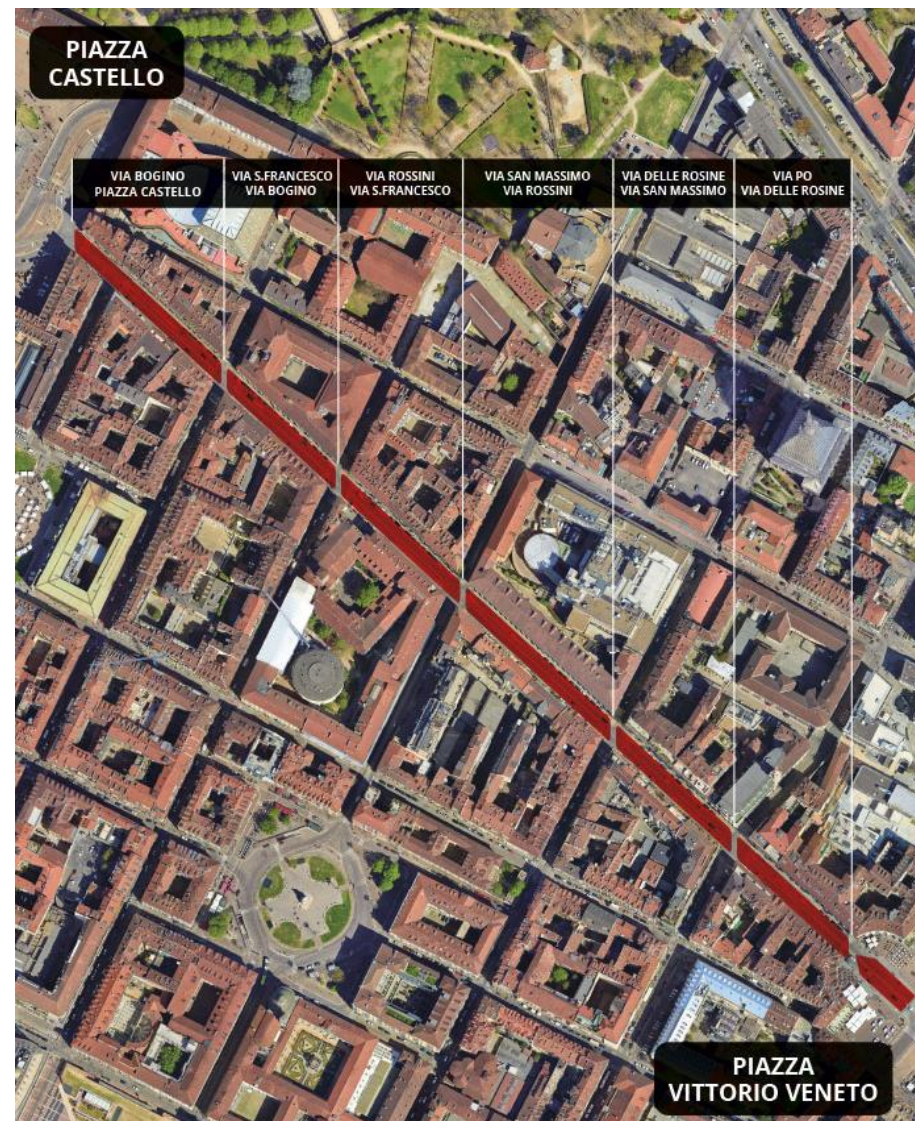 PIAZZA
CASTELLO
VIA BOGINO
PIAZZA CASTELLO
VIA S.FRANCESCO
VIA BOGINO
VIA ROSSINI
VIA S.FRANCESCO
VIA SAN MASSIMO
VIA ROSSINI
VIA DELLE ROSINE
VIA SAN MASSIMO
VIA PO
VIA DELLE ROSINE
PIAZZA
VITTORIO VENETO